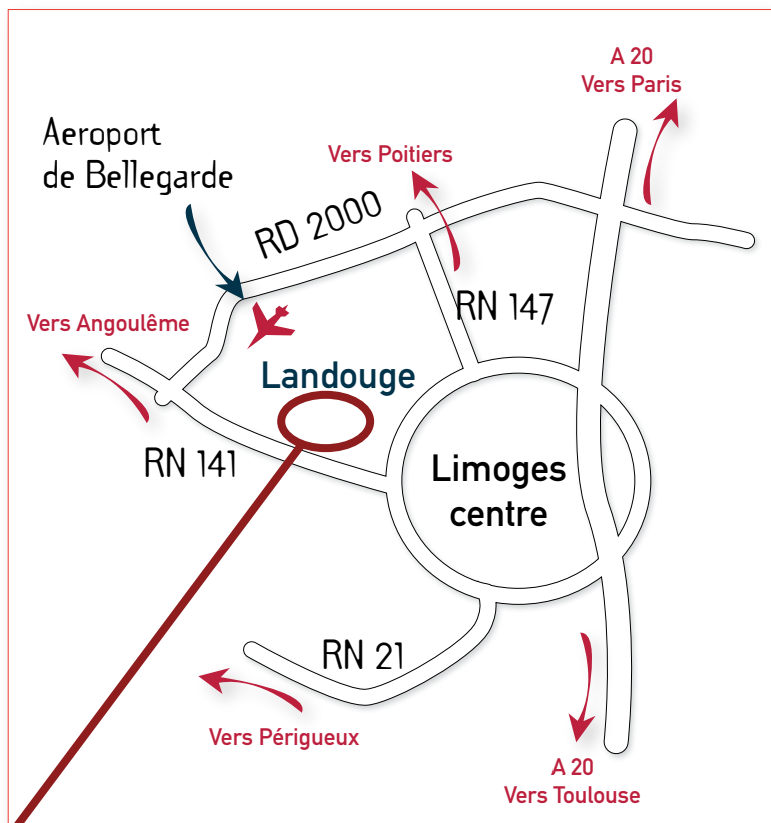 A 20
Vers Paris
Aeroport
de Bellegarde
Vers Poitiers
RD 2000
RN 147
Vers Angoulême
Landouge
RN 141
Limoges
centre
RN 21
Vers Périgueux
A 20
Vers Toulouse